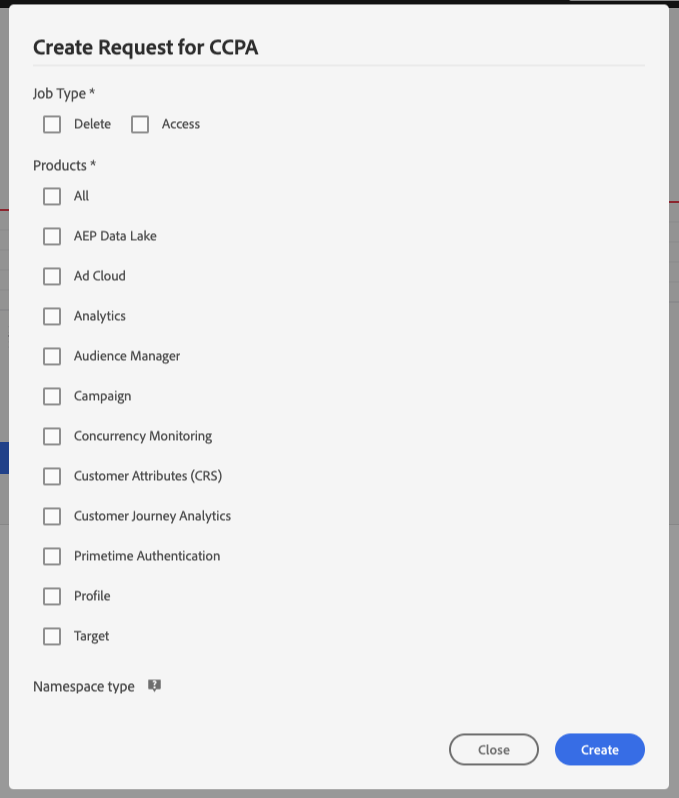 Create Request for CCPA
Job Type *
Delete Access
Products *
All
AEP Data Lake
Ad Cloud
Analytics
Audience Manager
Campaign
Concurrency Monitoring
Customer Attributes (CRS)
Customer Journey Analytics
Primetime Authentication
Profile
Target
Namespace type ?
Close Create